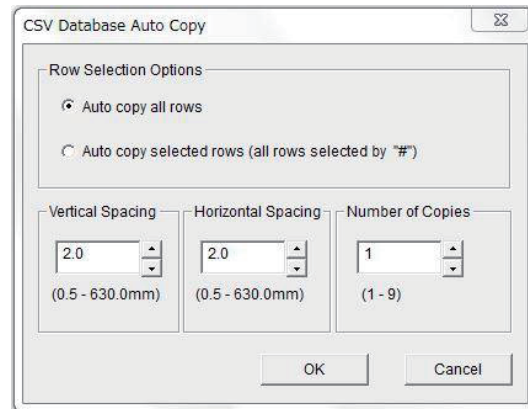 CSV Database Auto Copy
Row Selection Options
Auto copy all rows
Auto copy selected rows (all rows selected by "#")
Vertical Spacing
2.0
(0.5 - 630.0mm)
Horizontal Spacing
2.0
(0.5 - 630.0mm)
Number of Copies
1
(1 - 9)
OK
Cancel